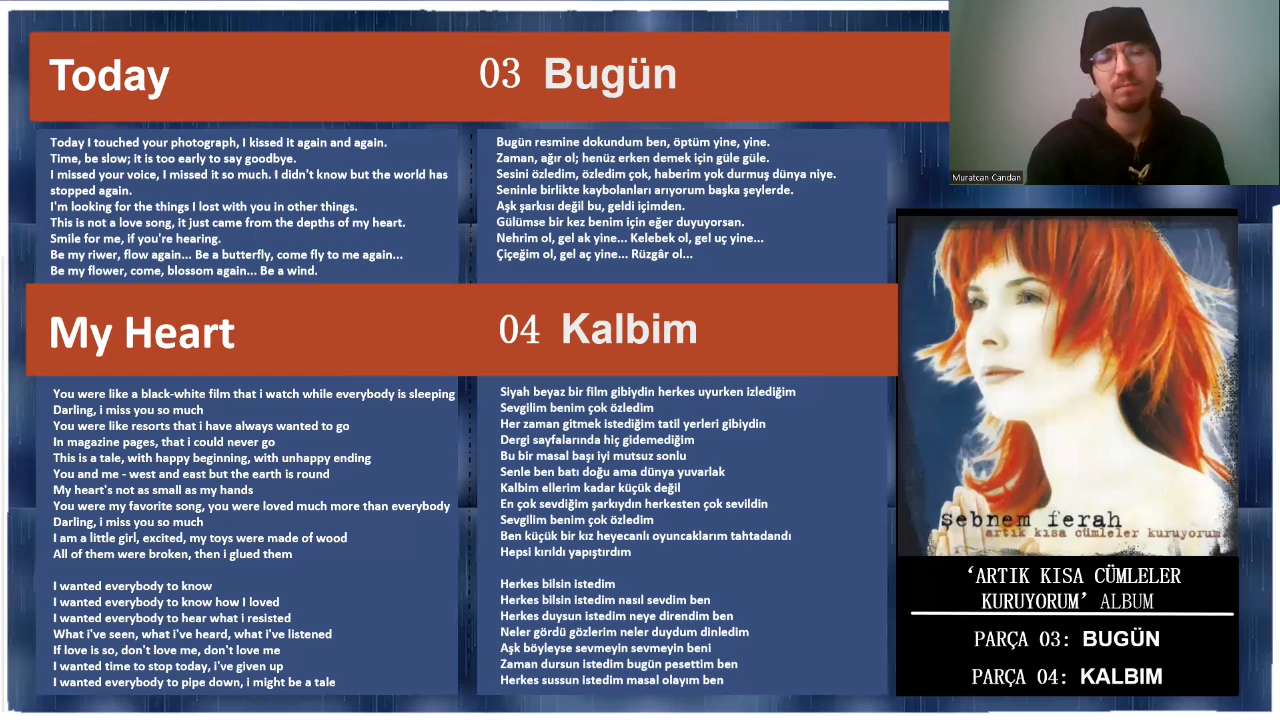 Today
03 Bugün
Today I touched your photograph, I kissed it again and again.
Time, be slow; it is too early to say goodbye.
I missed your voice, I missed it so much. I didn't know but the world has
stopped again.
I'm looking for the things I lost with you in other things.
This is not a love song, it just came from the depths of my heart.
Smile for me, if you're hearing.
Be my riwer, flow again... Be a butterfly, come fly to me again...
Be my flower, come, blossom again... Be a wind.
Bugün resmine dokundum ben, öptüm yine, yine.
Zaman, ağır ol; henüz erken demek için güle güle.
Sesini özledim, özledim çok, haberim yok durmuş dünya niye.
Seninle birlikte kaybolanları arıyorum başka şeylerde.
Aşk şarkısı değil bu, geldi içimden.
Gülümse bir kez benim için eğer duyuyorsan.
Nehrim ol, gel ak yine... Kelebek ol, gel uç yine...
Çiçeğim ol, gel aç yine... Rüzgâr ol...
My Heart
04 Kalbim
You were like a black-white film that i watch while everybody is sleeping
Darling, i miss you so much
You were like resorts that i have always wanted to go
In magazine pages, that i could never go
This is a tale, with happy beginning, with unhappy ending
You and me - west and east but the earth is round
My heart's not as small as my hands
You were my favorite song, you were loved much more than everybody
Darling, i miss you so much
I am a little girl, excited, my toys were made of wood
All of them were broken, then i glued them
I wanted everybody to know
I wanted everybody to know how I loved
I wanted everybody to hear what i resisted
What i've seen, what i've heard, what i've listened
If love is so, don't love me, don't love me
I wanted time to stop today, i've given up
I wanted everybody to pipe down, i might be a tale
Siyah beyaz bir film gibiydin herkes uyurken izlediğim
Sevgilim benim çok özledim
Her zaman gitmek istediğim tatil yerleri gibiydin
Dergi sayfalarında hiç gidemediğim
Bu bir masal başı iyi mutsuz sonlu
Senle ben batı doğu ama dünya yuvarlak
Kalbim ellerim kadar küçük değil
En çok sevdiğim şarkıydın herkesten çok sevildin
Sevgilim benim çok özledim
Ben küçük bir kız heyecanlı oyuncaklarım tahtadandı
Hepsi kırıldı yapıştırdım
Herkes bilsin istedim
Herkes bilsin istedim nasıl sevdim ben
Herkes duysun istedim neye direndim ben
Neler gördü gözlerim neler duydum dinledim
Aşk böyleyse sevmeyin sevmeyin beni
Zaman dursun istedim bugün pesettim ben
Herkes sussun istedim masal olayım ben
Muratcan Candan
şebnem ferah
artık kısa cümleler kuruyorum
‘ARTIK KISA CÜMLELER
KURUYORUM’ ALBUM
PARÇA 03: BUGÜN
PARÇA 04: KALBIM